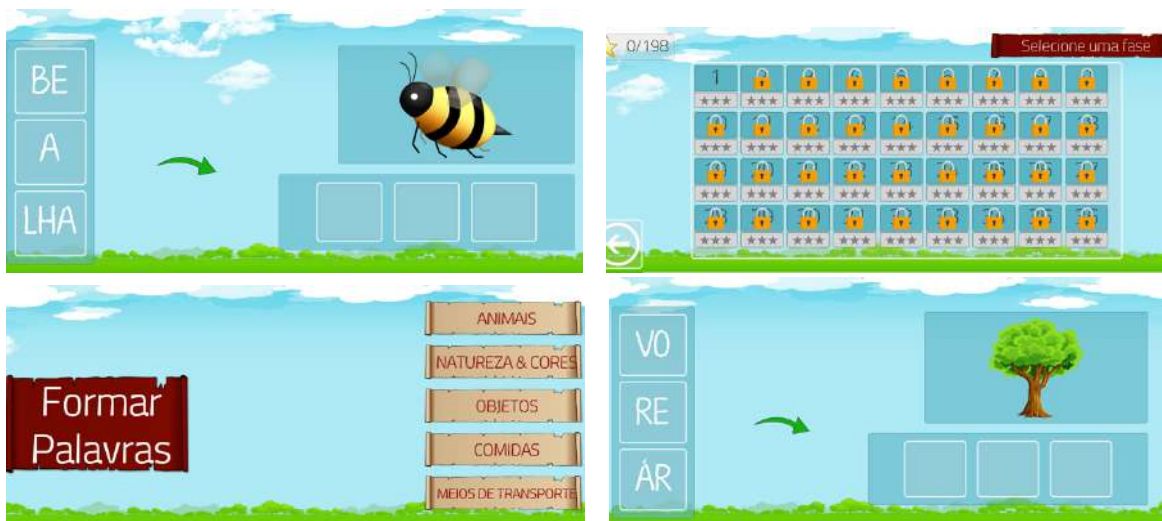 BE
A
LHA
0/198
Selecione uma fase
1
Formar
Palavras
ANIMAIS
NATUREZA & CORES
OBJETOS
COMIDAS
MEIOS DE TRANSPORTE
VO
RE
ÁR